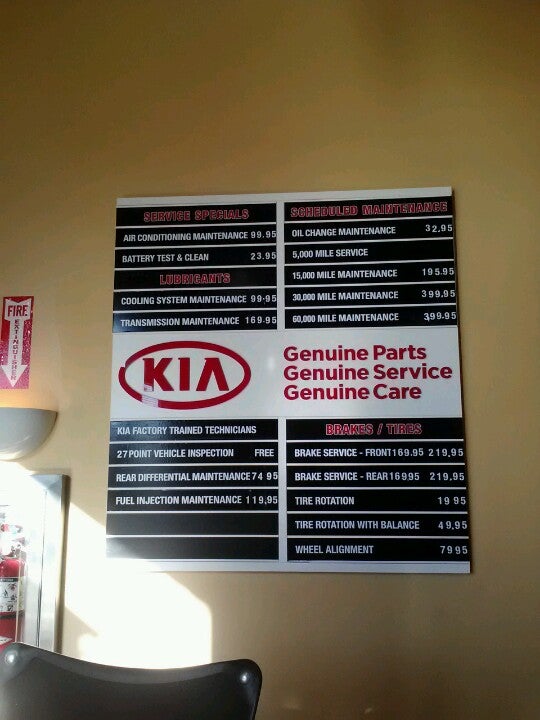 SERVICE SPECIALS
AIR CONDITIONING MAINTENANCE 99.95
BATTERY TEST & CLEAN 23.95
LUBRICANTS
COOLING SYSTEM MAINTENANCE 99.95
TRANSMISSION MAINTENANCE 169.95
SCHEDULED MAINTENANCE
OIL CHANGE MAINTENANCE 32.95
5,000 MILE SERVICE
15,000 MILE MAINTENANCE 195.95
30,000 MILE MAINTENANCE 399.95
60,000 MILE MAINTENANCE 399.95
FIRE
EXTINGUISHER
KIA
Genuine Parts
Genuine Service
Genuine Care
KIA FACTORY TRAINED TECHNICIANS
27 POINT VEHICLE INSPECTION FREE
REAR DIFFERENTIAL MAINTENANCE 74 95
FUEL INJECTION MAINTENANCE 119,95
BRAKES / TIRES
BRAKE SERVICE - FRONT 169.95 219,95
BRAKE SERVICE - REAR 16995 219,95
TIRE ROTATION 19 95
TIRE ROTATION WITH BALANCE 49,95
WHEEL ALIGNMENT 79 95